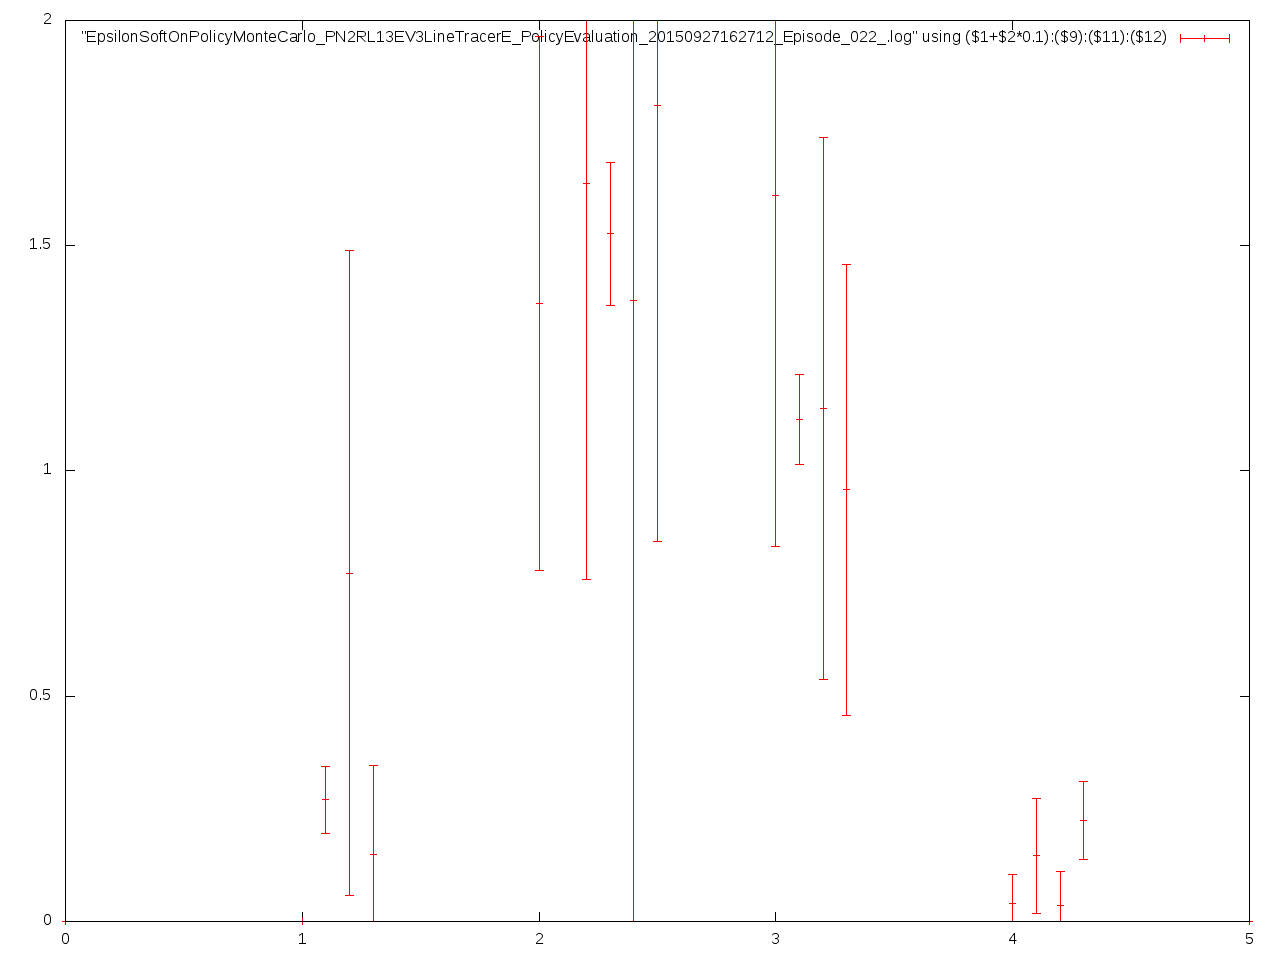 2
"EpsilonSoftOnPolicyMonteCarlo_PN2RL13EV3LineTracerE_PolicyEvaluation_20150927162712_Episode_022_.log" using ($1+$2*0.1):($9):($11):($12)
1.5
1
0.5
0
0 1 2 3 4 5